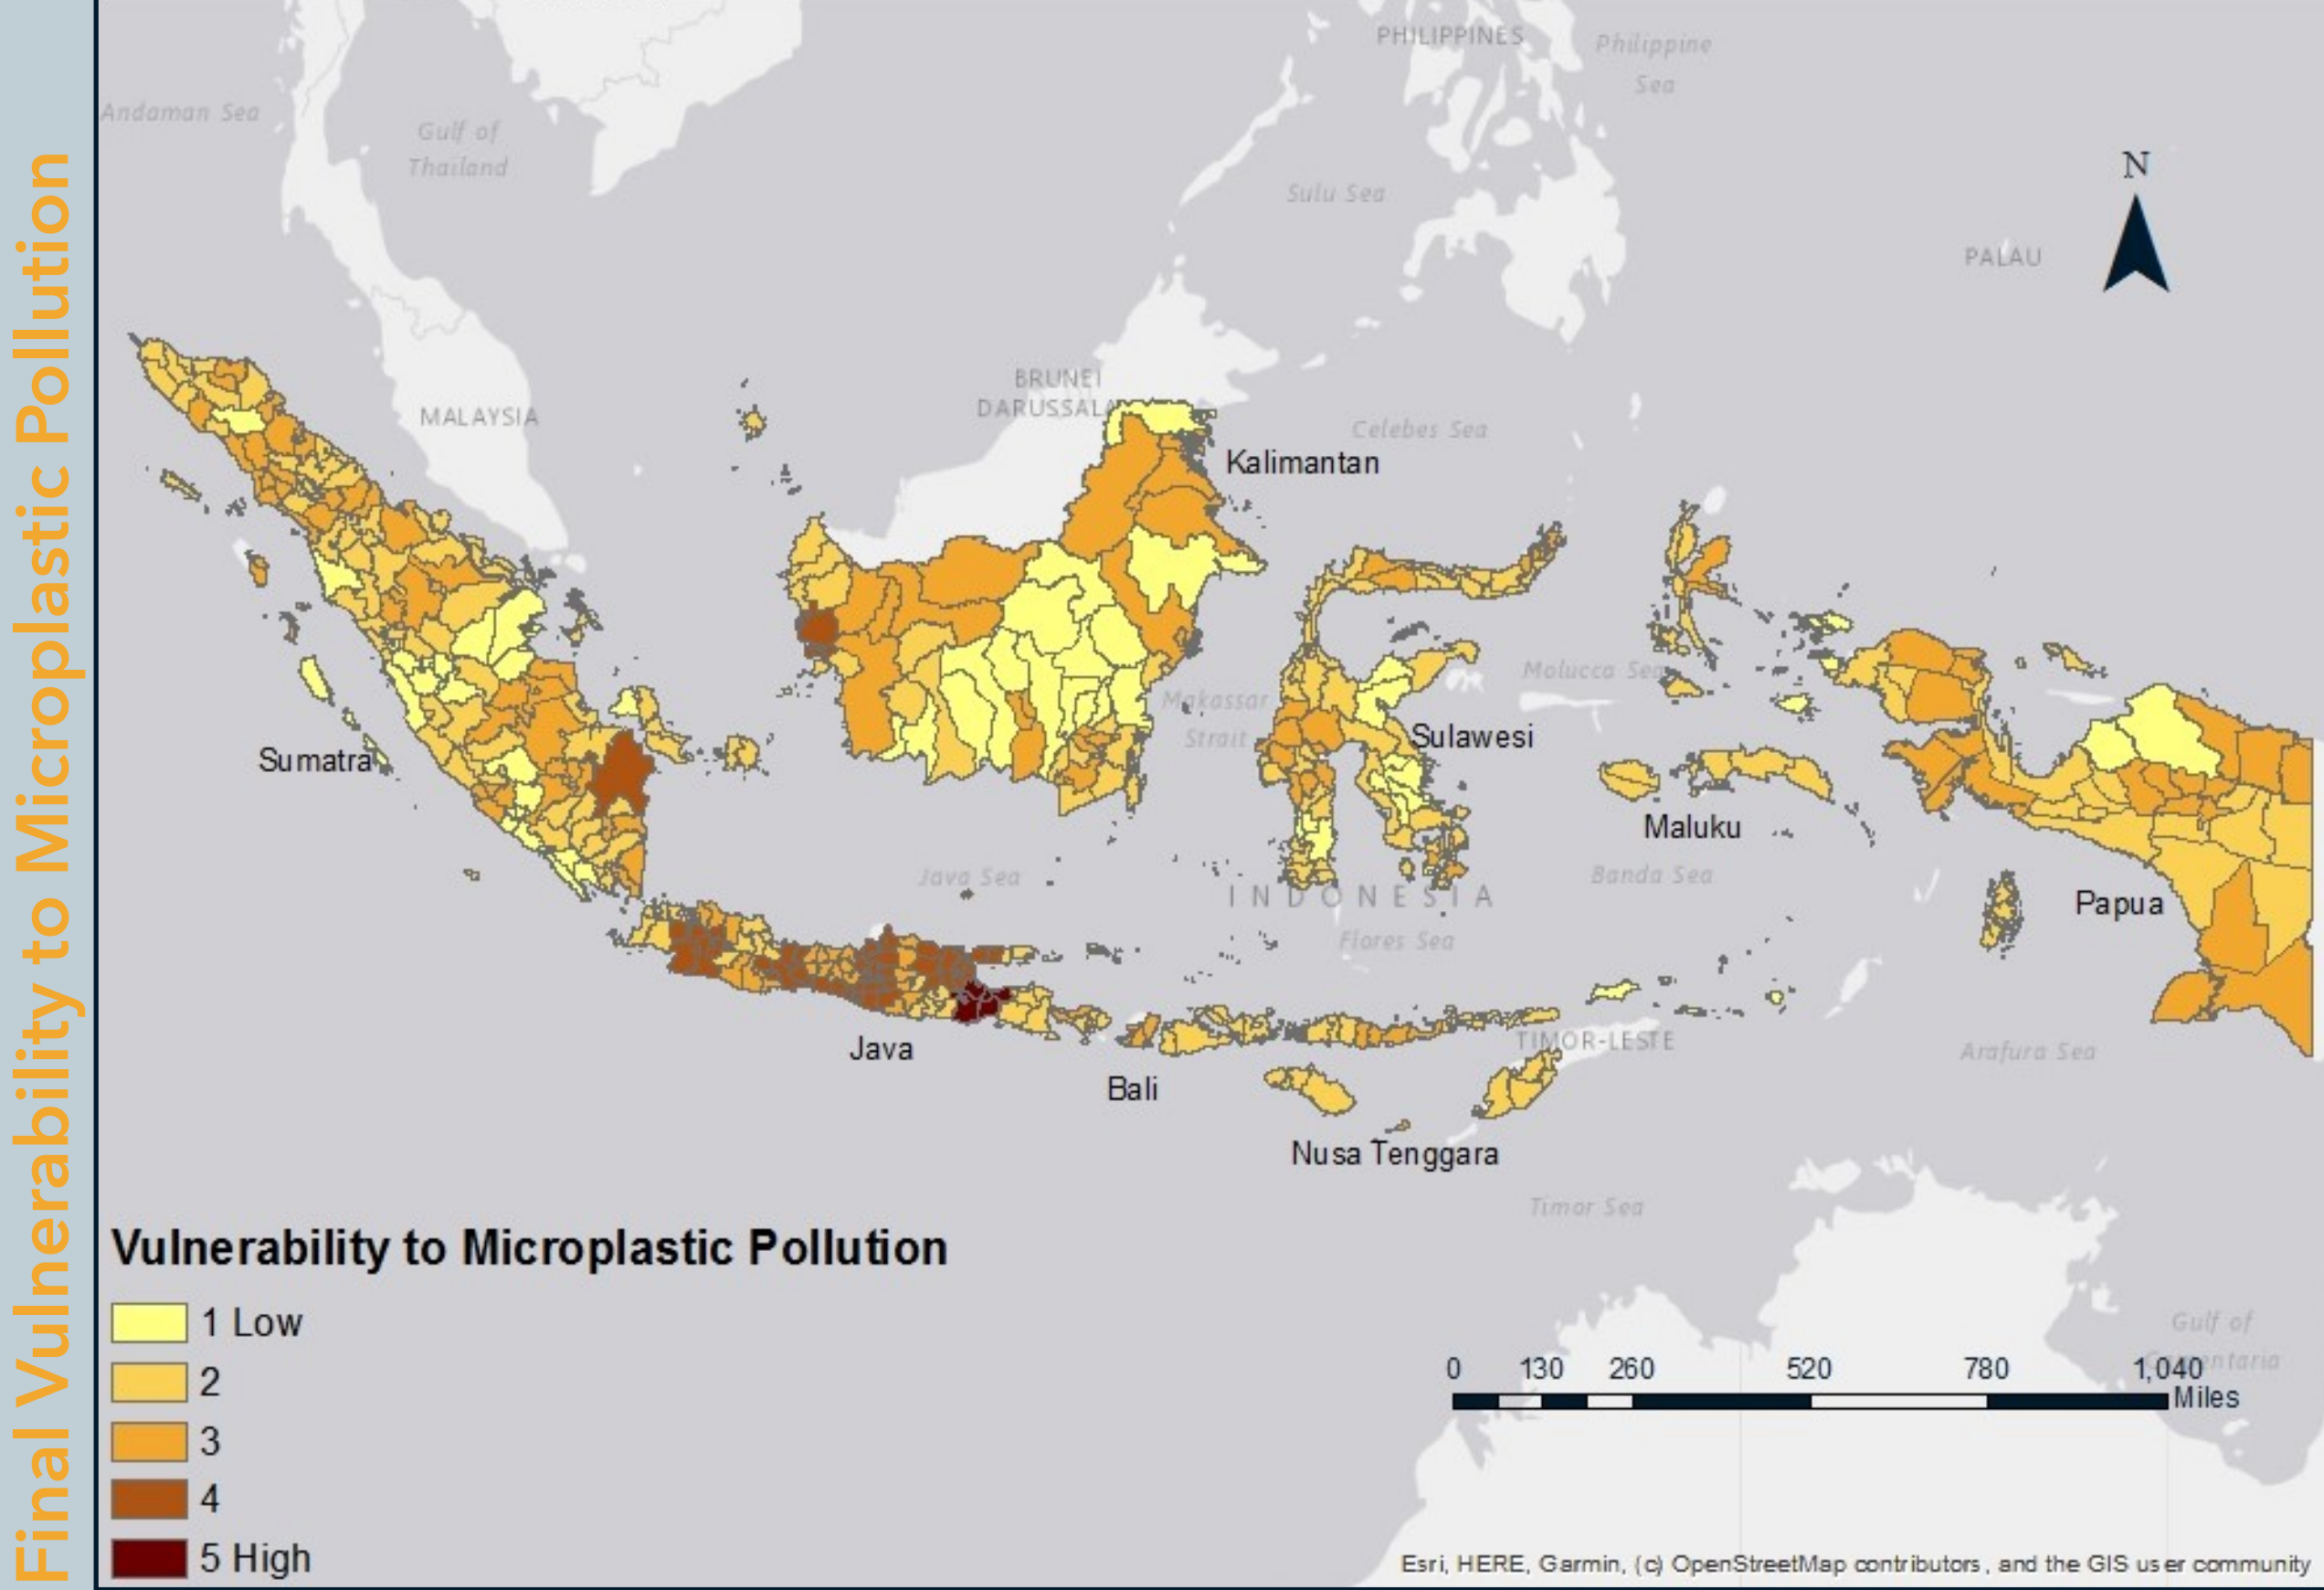 Final Vulnerability to Microplastic Pollution
PHILIPPINES
Philippine
Sea
Andaman Sea
Gulf of
Thailand
Sulu Sea
N
PALAU
MALAYSIA
BRUNEI
DARUSSALA
Celebes Sea
Kalimantan
Molucca Sea
Makassar
Strait
Sulawesi
Sumatra
Maluku
Java Sea
INDONESIA
Banda Sea
Papua
Flores Sea
Java
TIMOR-LESTE
Arafura Sea
Bali
Nusa Tenggara
Timor Sea
Vulnerability to Microplastic Pollution
1 Low
2
3
4
5 High
Gulf of
Carpentaria
0 130 260 520 780 1,040
Miles
Esri, HERE, Garmin, (c) OpenStreetMap contributors, and the GIS user community